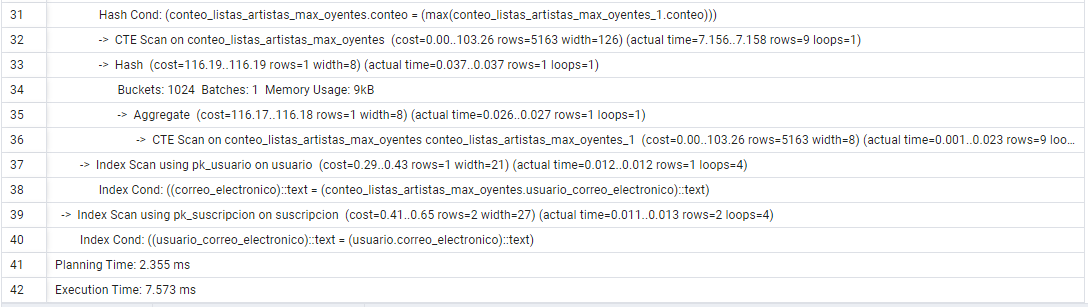 31 Hash Cond: (conteo_listas_artistas_max_oyentes.conteo = (max(conteo_listas_artistas_max_oyentes_1.conteo)))
32 -> CTE Scan on conteo_listas_artistas_max_oyentes (cost=0.00..103.26 rows=5163 width=126) (actual time=7.156..7.158 rows=9 loops=1)
33 -> Hash (cost=116.19..116.19 rows=1 width=8) (actual time=0.037..0.037 rows=1 loops=1)
34 Buckets: 1024 Batches: 1 Memory Usage: 9kB
35 -> Aggregate (cost=116.17..116.18 rows=1 width=8) (actual time=0.026..0.027 rows=1 loops=1)
36 -> CTE Scan on conteo_listas_artistas_max_oyentes conteo_listas_artistas_max_oyentes_1 (cost=0.00..103.26 rows=5163 width=8) (actual time=0.001..0.023 rows=9 loo...
37 -> Index Scan using pk_usuario on usuario (cost=0.29..0.43 rows=1 width=21) (actual time=0.012..0.012 rows=1 loops=4)
38 Index Cond: ((correo_electronico)::text = (conteo_listas_artistas_max_oyentes.usuario_correo_electronico)::text)
39 -> Index Scan using pk_suscripcion on suscripcion (cost=0.41..0.65 rows=2 width=27) (actual time=0.011..0.013 rows=2 loops=4)
40 Index Cond: ((usuario_correo_electronico)::text = (usuario.correo_electronico)::text)
41 Planning Time: 2.355 ms
42 Execution Time: 7.573 ms